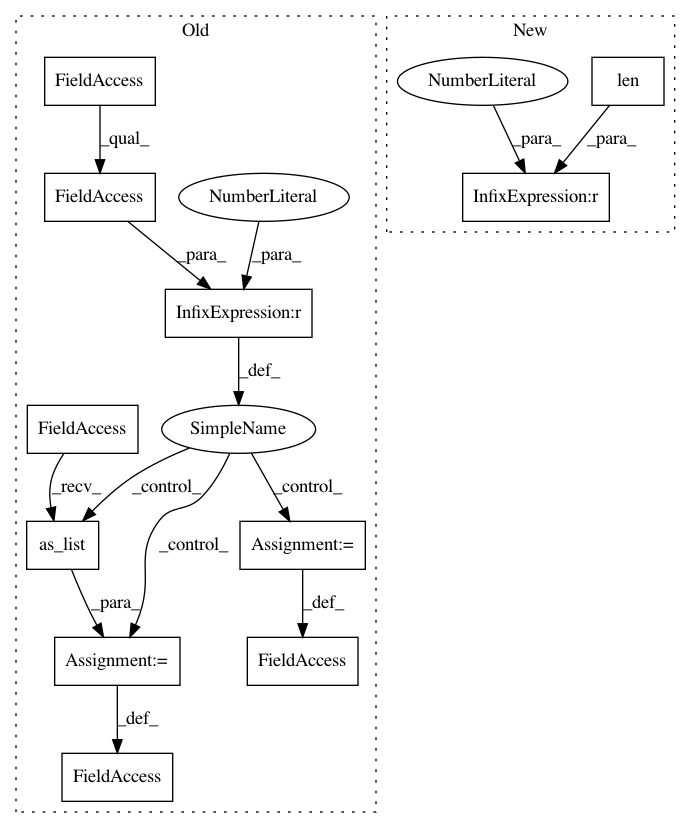 Old
New
FieldAccess
NumberLiteral
len
_qual_
_para_
_para_
FieldAccess
NumberLiteral
InfixExpression:r
_para_
_para_
InfixExpression:r
_def_
FieldAccess
SimpleName
_recv_
_control_
_control_
as_list
_control_
Assignment:=
_para_
_def_
Assignment:=
FieldAccess
_def_
FieldAccess